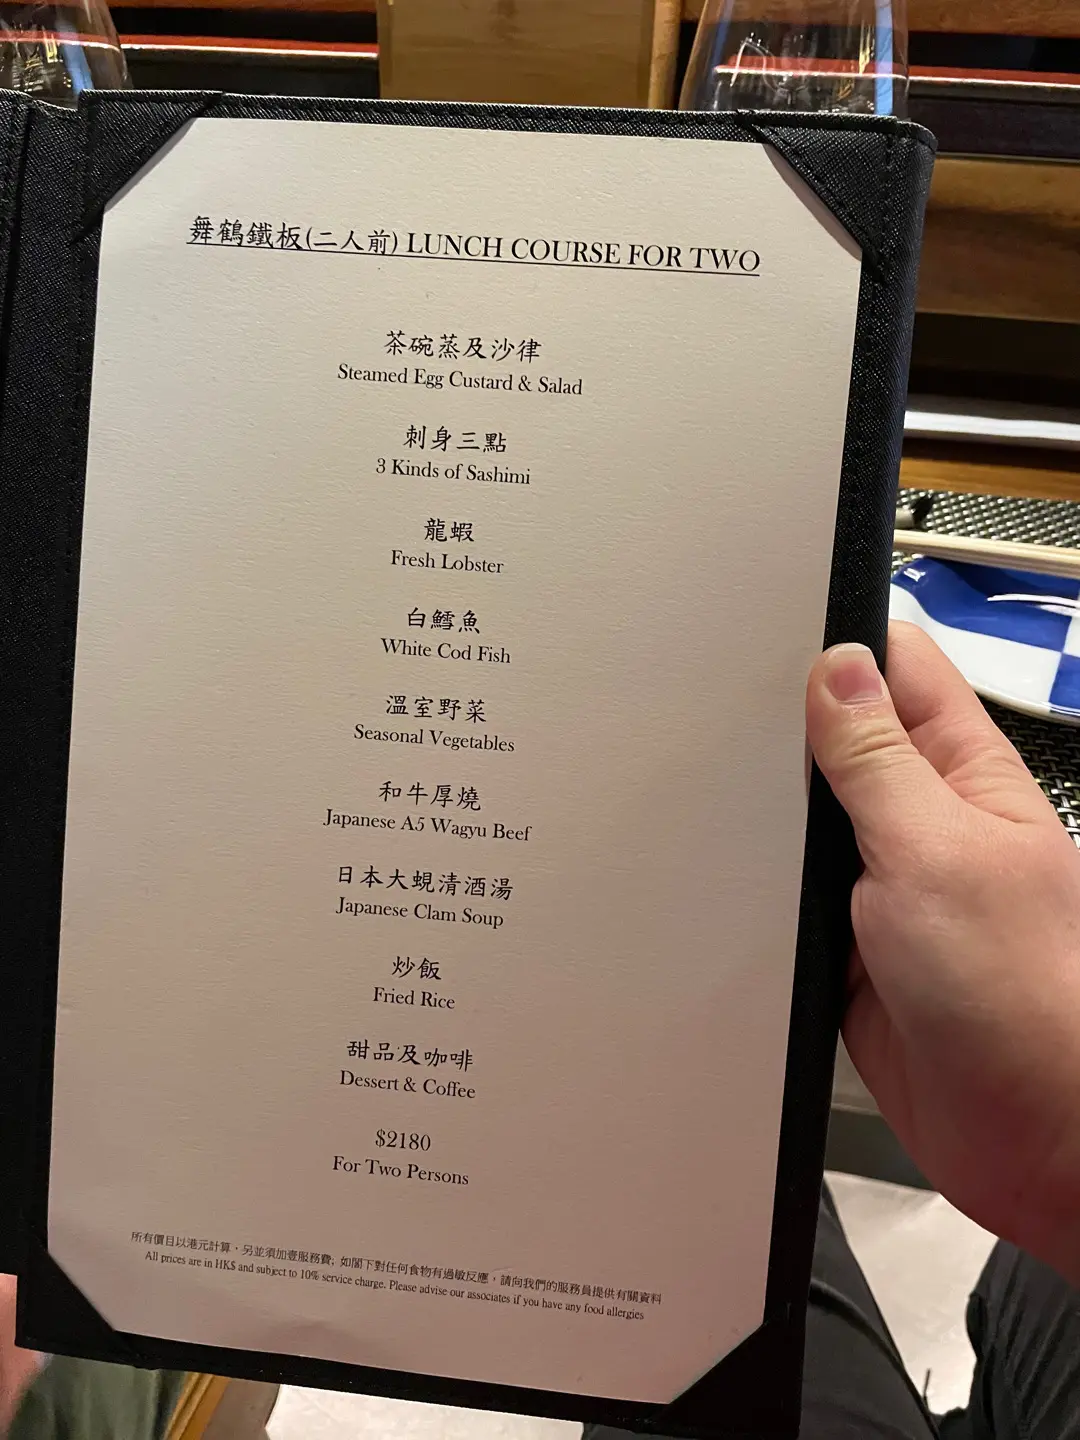 舞鶴鐵板(二人前) LUNCH COURSE FOR TWO
茶碗蒸及沙律
Steamed Egg Custard & Salad
刺身三點
3 Kinds of Sashimi
龍蝦
Fresh Lobster
白鱈魚
White Cod Fish
溫室野菜
Seasonal Vegetables
和牛厚燒
Japanese A5 Wagyu Beef
日本大蜆清酒湯
Japanese Clam Soup
炒飯
Fried Rice
甜品及咖啡
Dessert & Coffee
$2180
For Two Persons
所有價目以港元計算，另並須加壹服務費; 如閣下對任何食物有過敏反應，請向我們的服務員提供有關資料
All prices are in HK$ and subject to 10% service charge. Please advise our associates if you have any food allergies